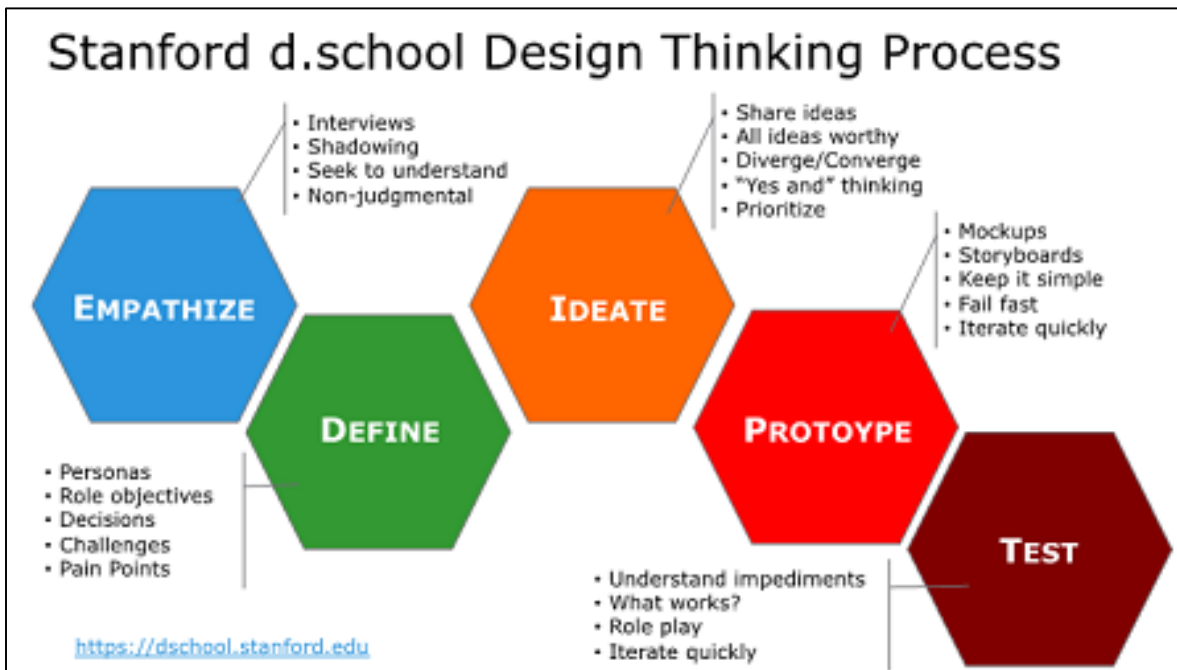 Stanford d.school Design Thinking Process
• Interviews
• Shadowing
• Seek to understand
• Non-judgmental
• Share ideas
• All ideas worthy
• Diverge/Converge
• "Yes and" thinking
• Prioritize
• Mockups
• Storyboards
• Keep it simple
• Fail fast
• Iterate quickly
EMPATHIZE
IDEATE
DEFINE
PROTOYPE
• Personas
• Role objectives
• Decisions
• Challenges
• Pain Points
TEST
• Understand impediments
• What works?
• Role play
• Iterate quickly
https://dschool.stanford.edu